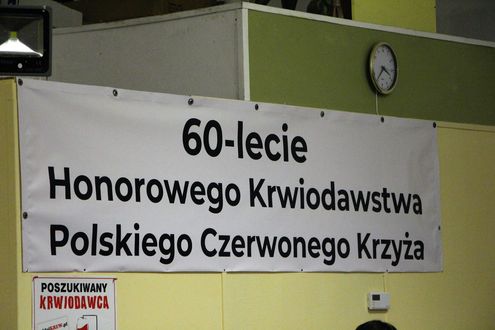 60-lecie
Honorowego Krwiodawstwa
Polskiego Czerwonego Krzyża
POSZUKIWANY
KRWIODAWCA